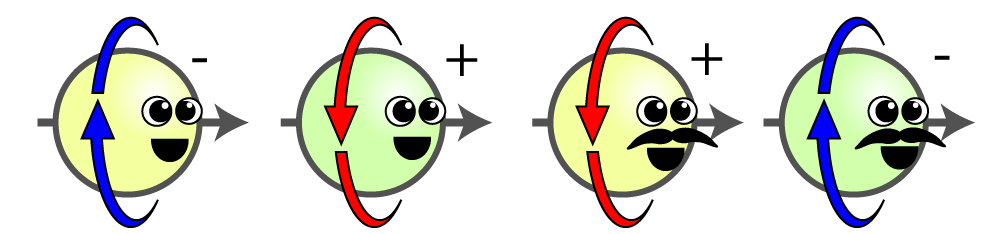 - + + -